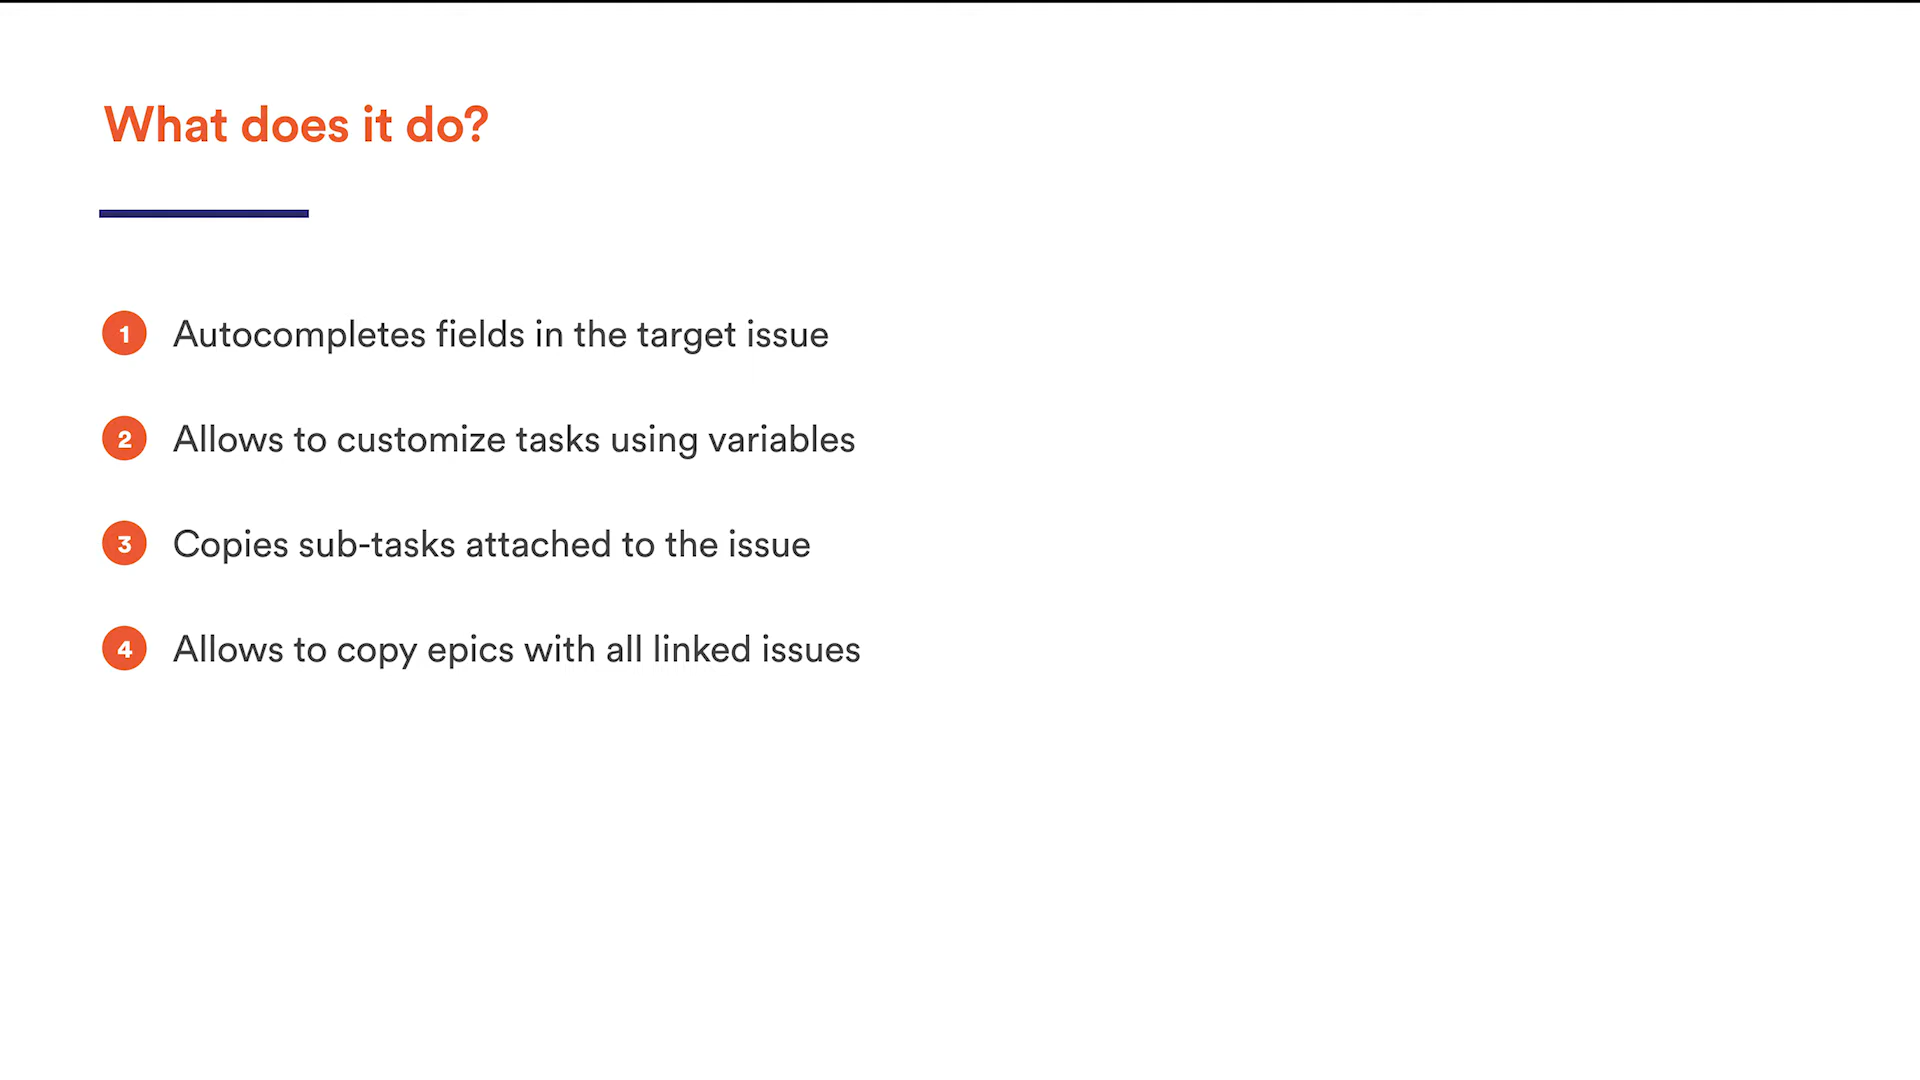 What does it do?
1 Autocompletes fields in the target issue
2 Allows to customize tasks using variables
3 Copies sub-tasks attached to the issue
4 Allows to copy epics with all linked issues